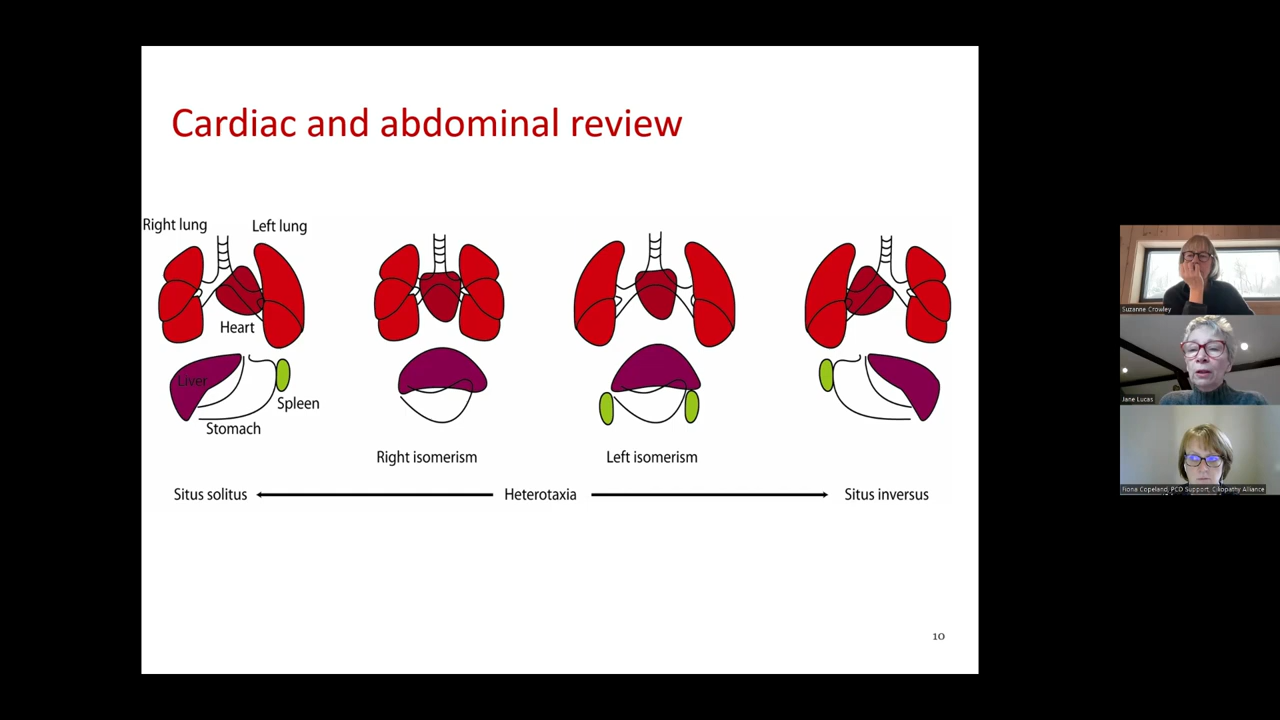 Cardiac and abdominal review
Right lung
Left lung
Heart
Liver
Spleen
Stomach
Right isomerism
Left isomerism
Situs solitus
Heterotaxia
Situs inversus
10
Suzanne Crowley
Jane Lucas
Fiona Copeland, PCD Support, Ciliopathy Alliance